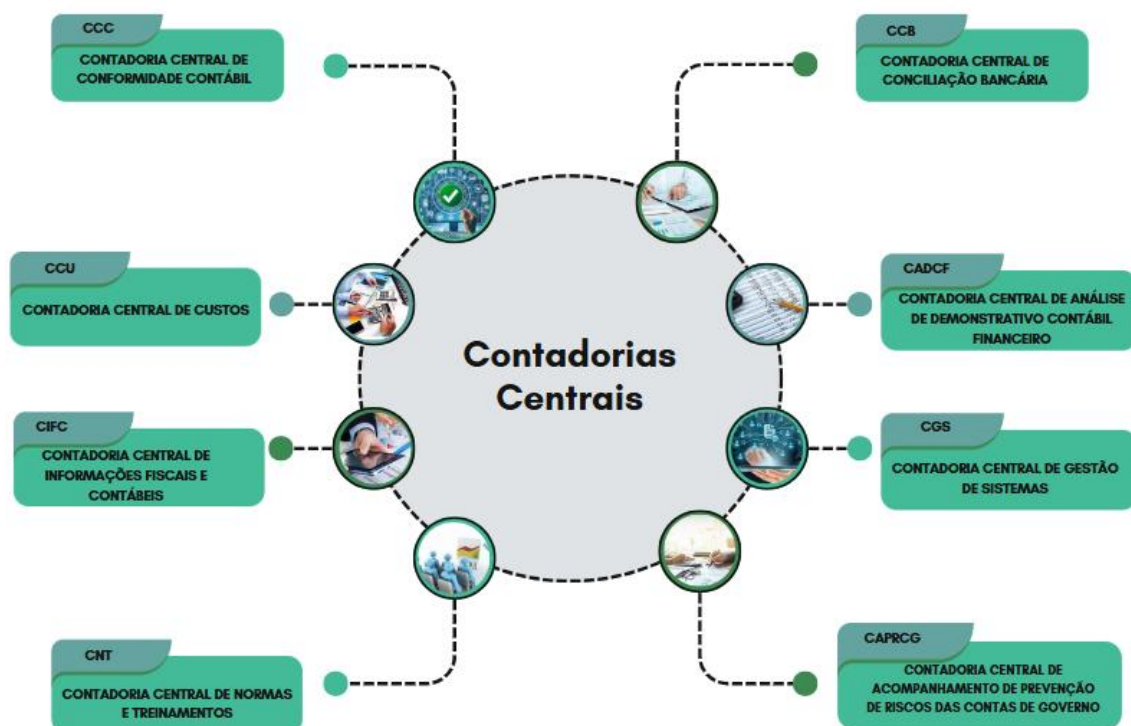 CCC
CONTADORIA CENTRAL DE
CONFORMIDADE CONTÁBIL
CCB
CONTADORIA CENTRAL DE
CONCILIAÇÃO BANCÁRIA
CCU
CONTADORIA CENTRAL DE CUSTOS
CADCF
CONTADORIA CENTRAL DE ANÁLISE
DE DEMONSTRATIVO CONTÁBIL
FINANCEIRO
Contadorias
Centrais
CIFC
CONTADORIA CENTRAL DE
INFORMAÇÕES FISCAIS E
CONTÁBEIS
CGS
CONTADORIA CENTRAL DE GESTÃO
DE SISTEMAS
CNT
CONTADORIA CENTRAL DE NORMAS
E TREINAMENTOS
CAPRCG
CONTADORIA CENTRAL DE
ACOMPANHAMENTO DE PREVENÇÃO
DE RISCOS DAS CONTAS DE GOVERNO